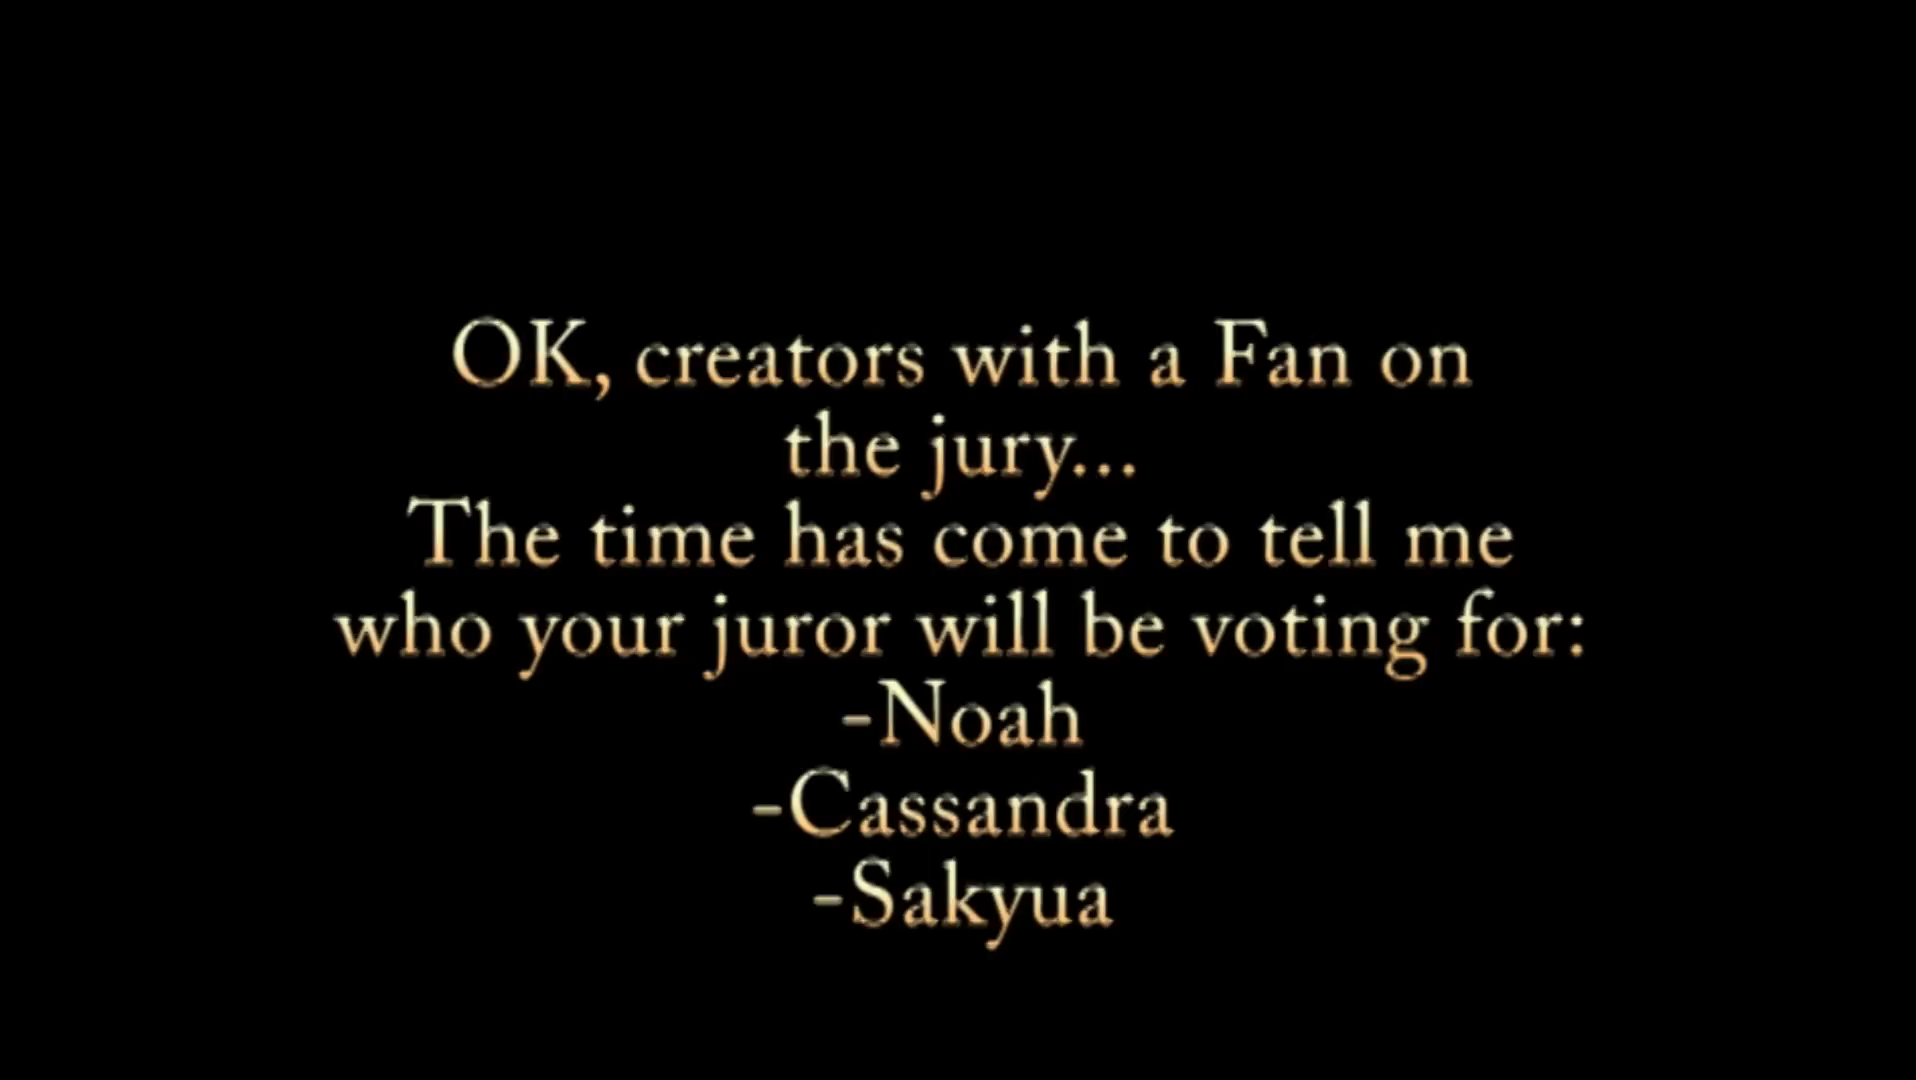 OK, creators with a Fan on
the jury...
The time has come to tell me
who your juror will be voting for:
-Noah
-Cassandra
-Sakyua